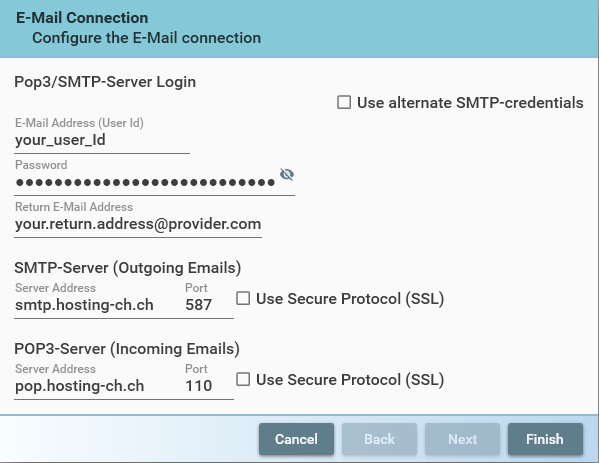 E-Mail Connection
Configure the E-Mail connection
Pop3/SMTP-Server Login
Use alternate SMTP-credentials
E-Mail Address (User Id)
your_user_Id
Password
●●●●●●●●●●●●●●●●●●●●●●●●●●●
Return E-Mail Address
your.return.address@provider.com
SMTP-Server (Outgoing Emails)
Server Address Port
smtp.hosting-ch.ch 587 Use Secure Protocol (SSL)
POP3-Server (Incoming Emails)
Server Address Port
pop.hosting-ch.ch 110 Use Secure Protocol (SSL)
Cancel Back Next Finish